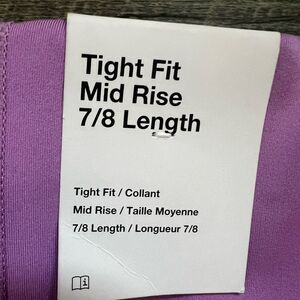 Tight Fit
Mid Rise
7/8 Length
Tight Fit / Collant
Mid Rise / Taille Moyenne
7/8 Length / Longueur 7/8